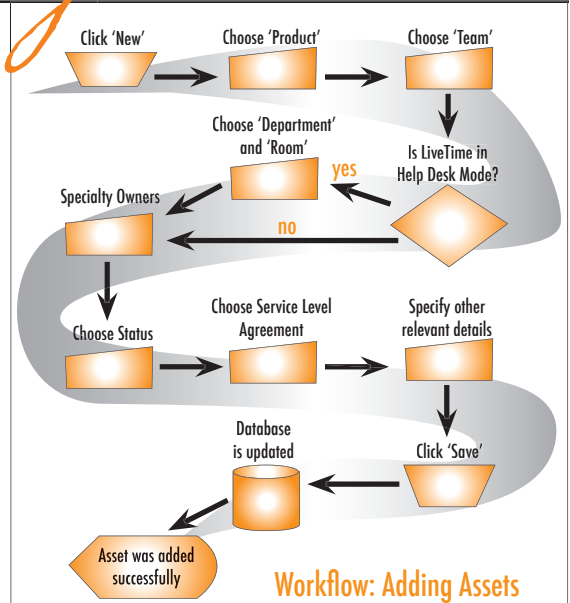 Click ‘New’
Choose ‘Product’
Choose ‘Team’
Is LiveTime in
Help Desk Mode?
yes
Choose ‘Department’
and ‘Room’
no
Specialty Owners
Choose Status
Choose Service Level
Agreement
Specify other
relevant details
Click ‘Save’
Database
is updated
Asset was added
successfully
Workflow: Adding Assets